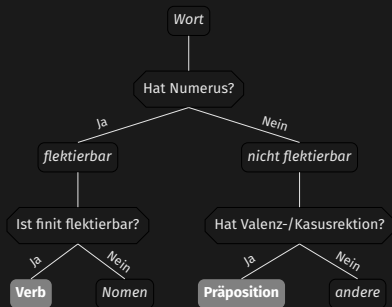 Wort
Hat Numerus?
Ja
Nein
flektierbar
nicht flektierbar
Ist finit flektierbar?
Hat Valenz-/Kasusrektion?
Ja
Nein
Ja
Nein
Verb
Nomen
Präposition
andere